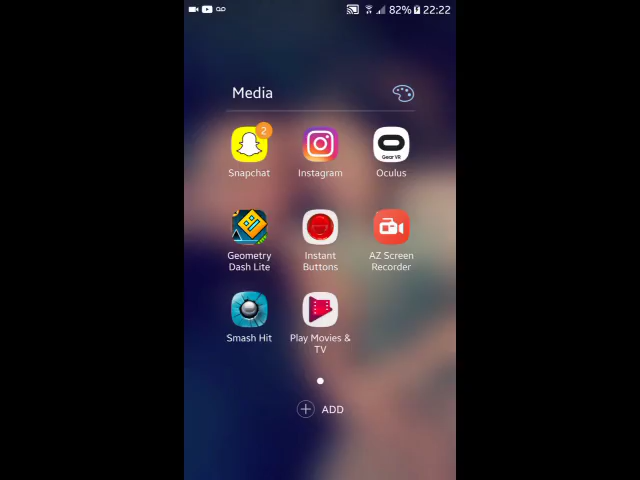 82% 22:22
Media
2
Snapchat
Instagram
Gear VR
Oculus
Geometry
Dash Lite
Instant
Buttons
AZ Screen
Recorder
Smash Hit
Play Movies &
TV
ADD